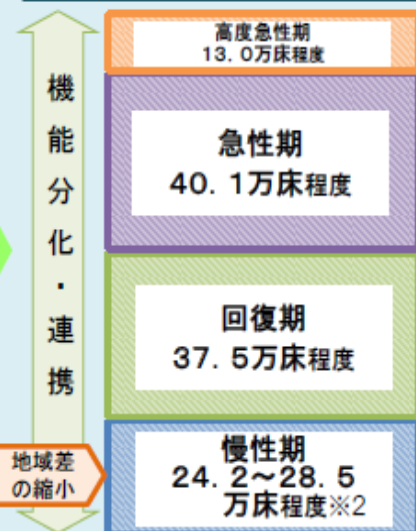 高度急性期
13.0万床程度
機能分化・連携
急性期
40.1万床程度
回復期
37.5万床程度
地域差
の縮小
慢性期
24.2～28.5
万床程度※2